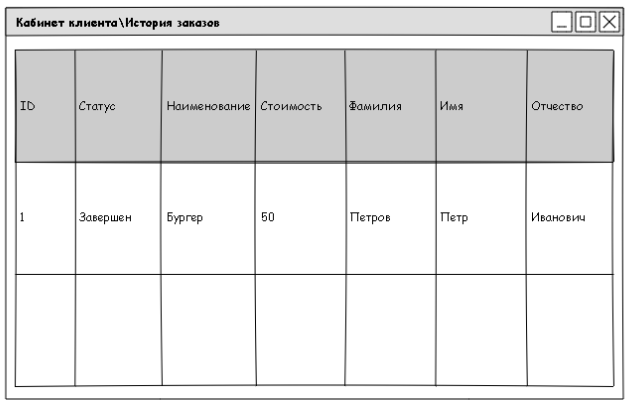 Кабинет клиента\История заказов
ID Статус Наименование Стоимость Фамилия Имя Отчество
1 Завершен Бургер 50 Петров Петр Иванович